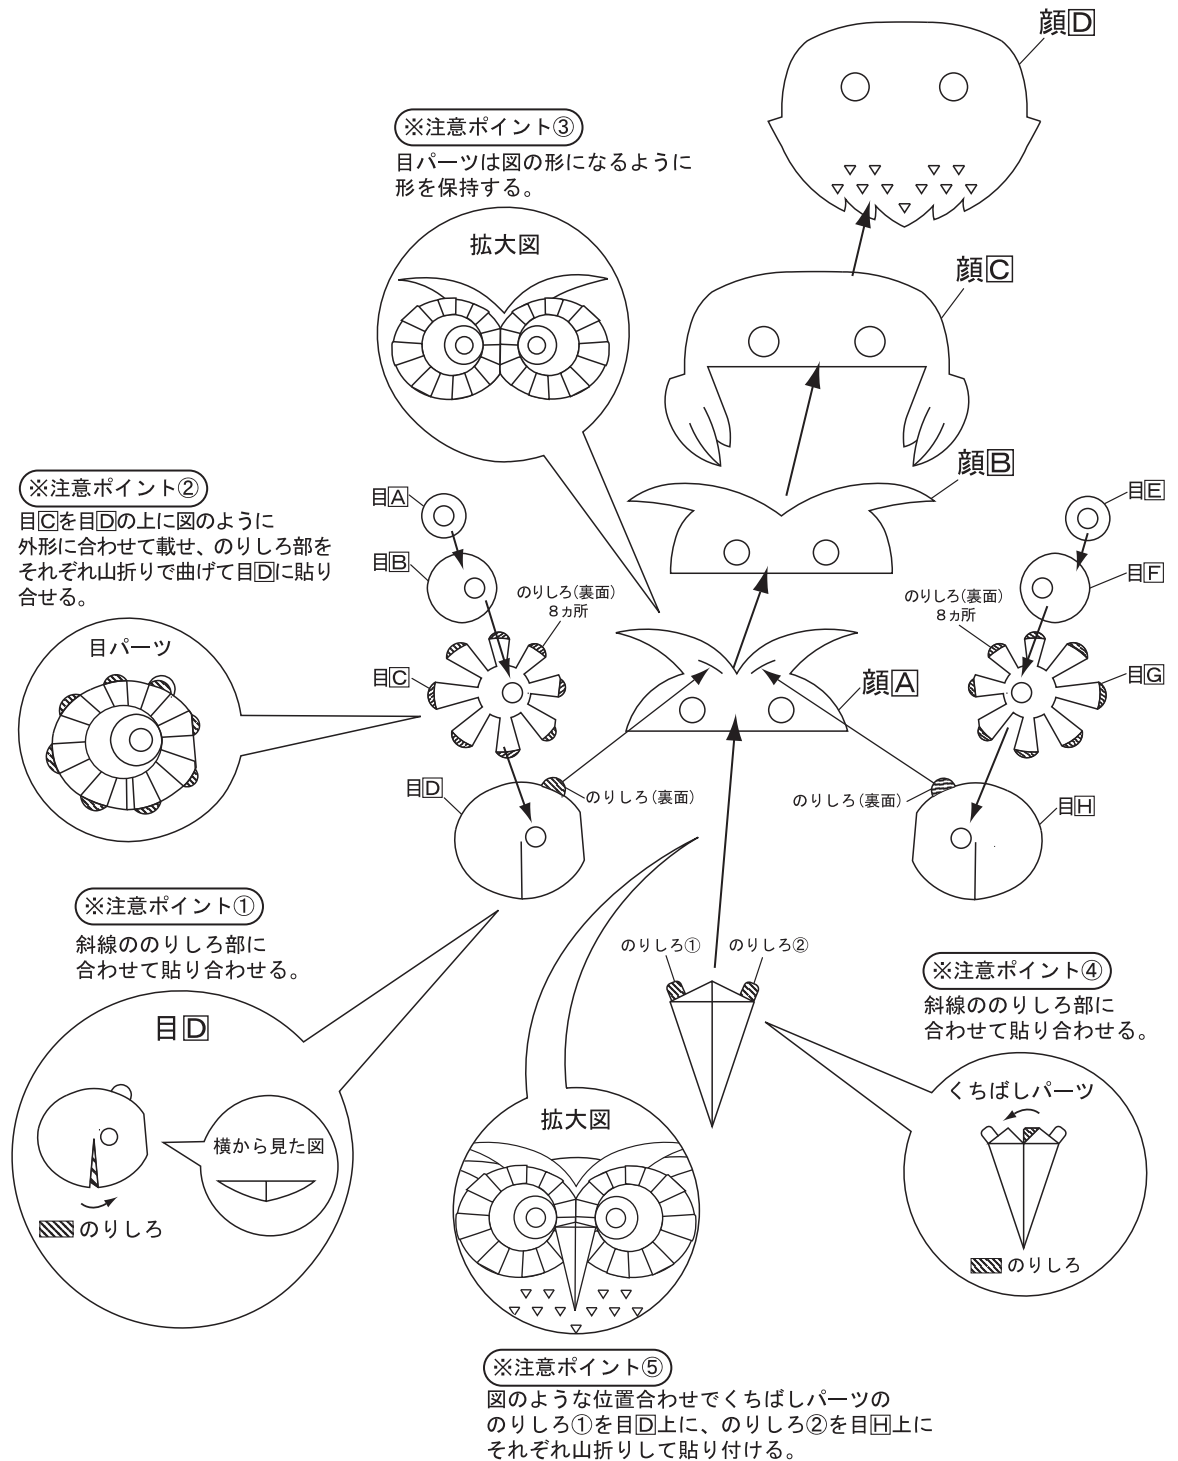 顔D
※注意ポイント③
目パーツは図の形になるように
形を保持する。
拡大図
顔C
顔B
※注意ポイント②
目Cを目Dの上に図のように
外形に合わせて載せ、のりしろ部を
それぞれ山折りで曲げて目Dに貼り
合せる。
目パーツ
目A
目B
のりしろ(裏面)
8ヵ所
目C
目D
のりしろ(裏面)
顔A
目E
目F
のりしろ(裏面)
8ヵ所
目G
のりしろ(裏面)
目H
※注意ポイント①
斜線ののりしろ部に
合わせて貼り合わせる。
目D
横から見た図
のりしろ
のりしろ①
のりしろ②
※注意ポイント④
斜線ののりしろ部に
合わせて貼り合わせる。
くちばしパーツ
のりしろ
拡大図
※注意ポイント⑤
図のような位置合わせでくちばしパーツの
のりしろ①を目D上に、のりしろ②を目H上に
それぞれ山折りして貼り付ける。